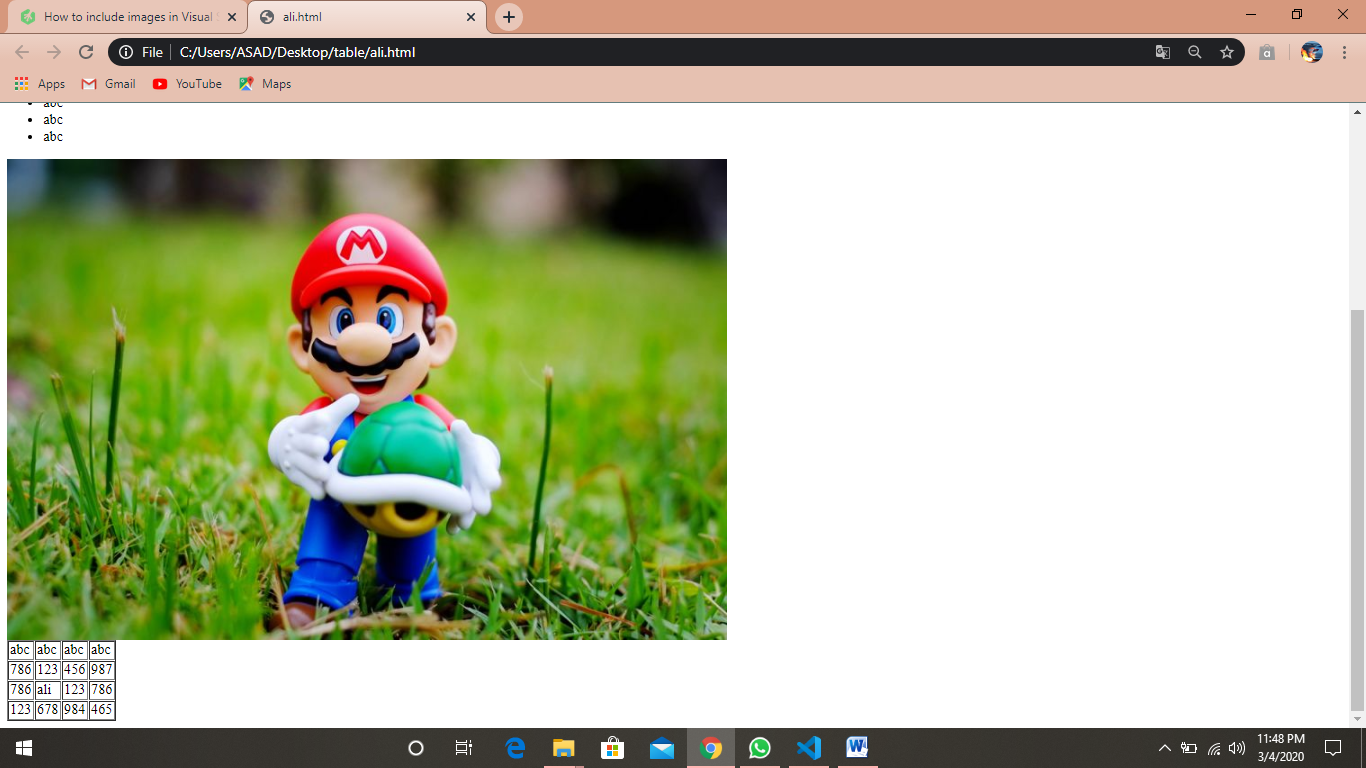 How to include images in Visual S
ali.html
File C:/Users/ASAD/Desktop/table/ali.html
Apps Gmail YouTube Maps
abc
abc
abc
M
abc abc abc abc
786 123 456 987
786 ali 123 786
123 678 984 465
11:48 PM
3/4/2020